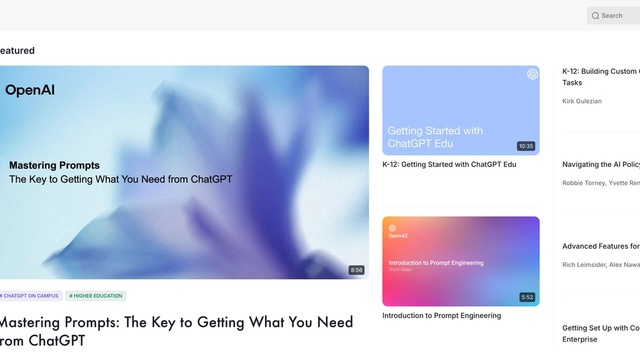 Search
eatured
OpenAI
Mastering Prompts
The Key to Getting What You Need from ChatGPT
8:56
# CHATGPT ON CAMPUS
# HIGHER EDUCATION
Mastering Prompts: The Key to Getting What You Need
rom ChatGPT
Getting Started with
ChatGPT Edu
10:35
K-12: Getting Started with ChatGPT Edu
OpenAI
Introduction to Prompt Engineering
Short Video
5:52
Introduction to Prompt Engineering
K-12: Building Custom
Tasks
Kirk Gulezian
Navigating the AI Policy
Robbie Torney, Yvette Ren
Advanced Features for
Rich Leimsider, Alex Nawa
Getting Set Up with Co
Enterprise